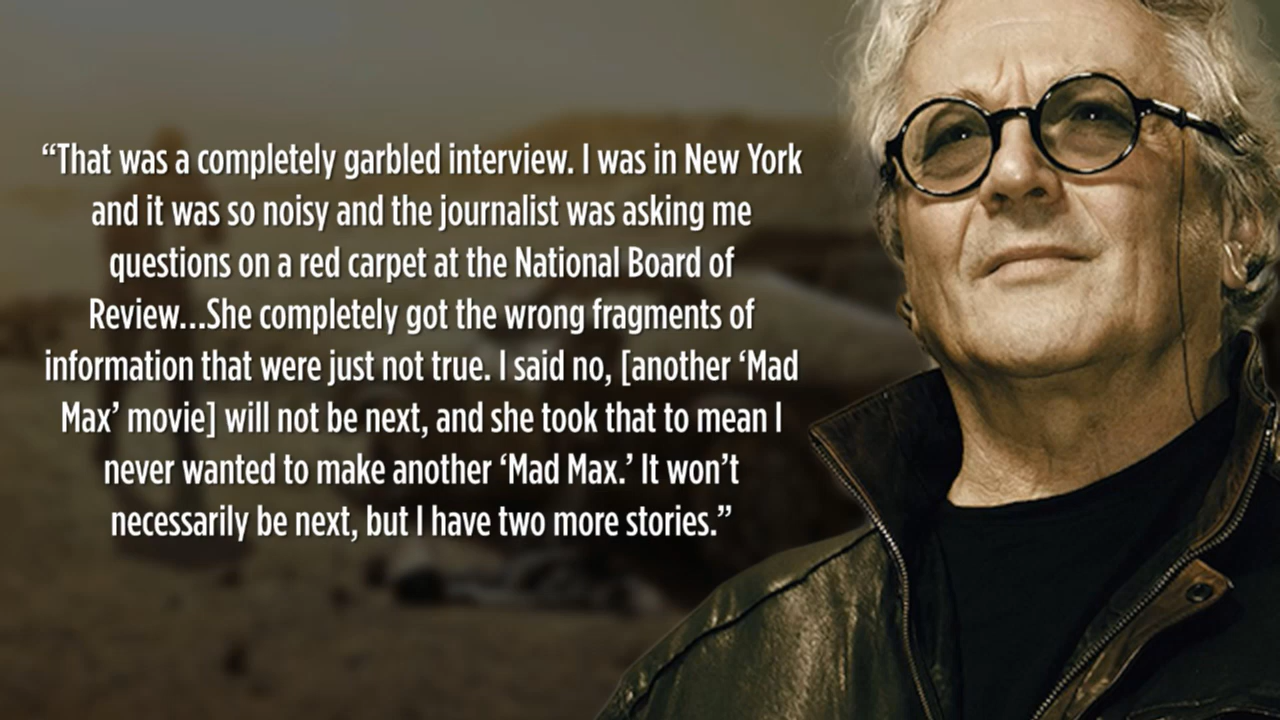 “That was a completely garbled interview. I was in New York
and it was so noisy and the journalist was asking me
questions on a red carpet at the National Board of
Review...She completely got the wrong fragments of
information that were just not true. I said no, [another ‘Mad
Max’ movie] will not be next, and she took that to mean I
never wanted to make another ‘Mad Max.’ It won’t
necessarily be next, but I have two more stories.”